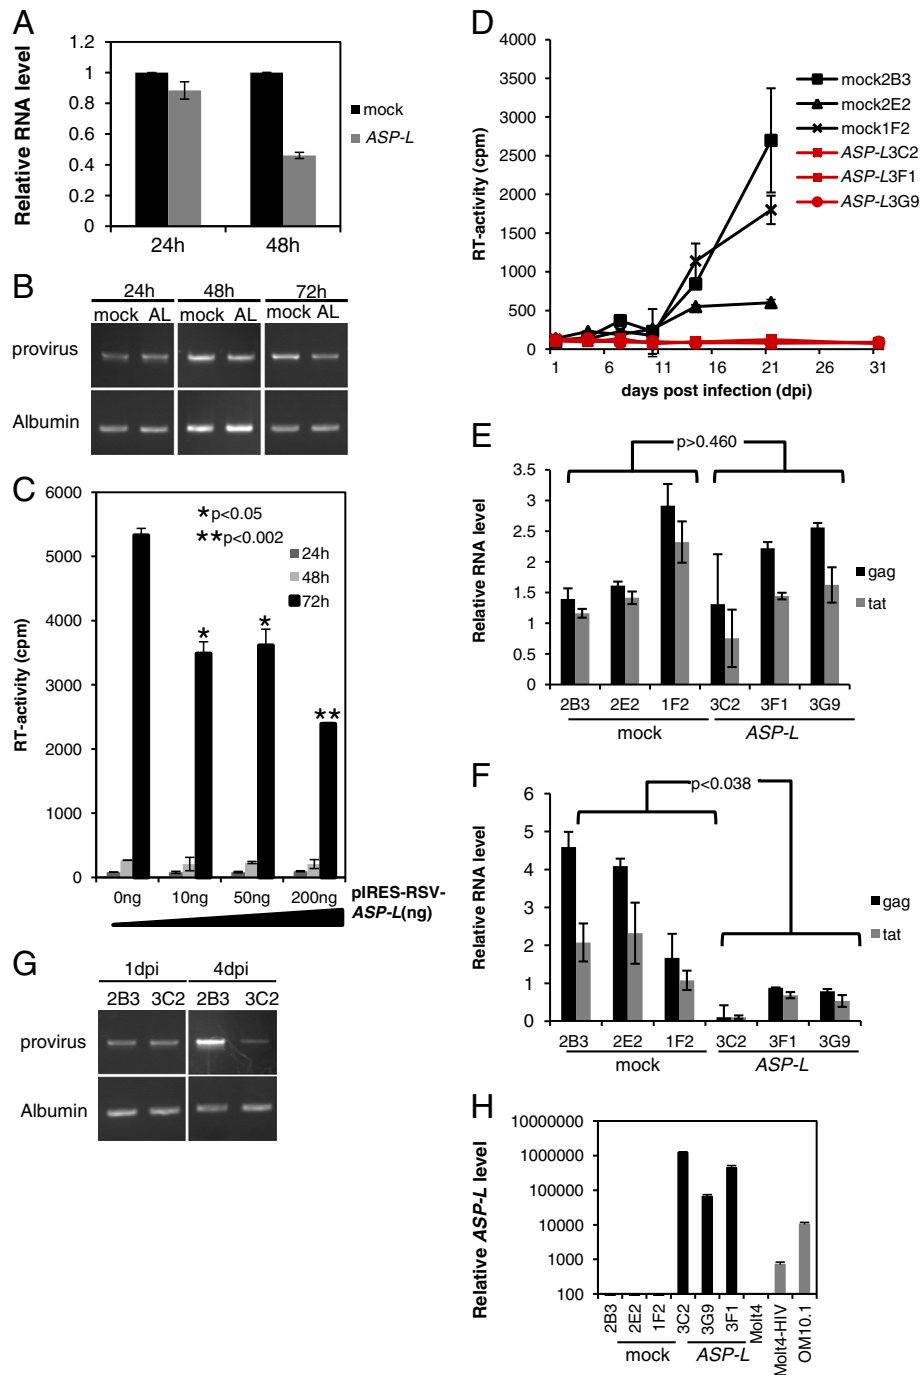 A
Relative RNA level
1.2
1
0.8
0.6
0.4
0.2
0
24h
48h
mock
ASP-L
B
24h
48h
72h
mock AL
mock AL
mock AL
provirus
Albumin
C
RT-activity (cpm)
6000
5000
4000
3000
2000
1000
0
*p<0.05
**p<0.002
24h
48h
72h
*
*
**
0ng
10ng
50ng
200ng
pIRES-RSV-
ASP-L(ng)
G
1dpi
4dpi
2B3 3C2
2B3 3C2
provirus
Albumin
D
RT-activity (cpm)
4000
3500
3000
2500
2000
1500
1000
500
0
1
6
11
16
21
26
31
days post infection (dpi)
mock2B3
mock2E2
mock1F2
ASP-L3C2
ASP-L3F1
ASP-L3G9
E
p>0.460
Relative RNA level
3.5
3
2.5
2
1.5
1
0.5
0
gag
tat
2B3
2E2
1F2
3C2
3F1
3G9
mock
ASP-L
F
p<0.038
Relative RNA level
6
5
4
3
2
1
0
gag
tat
2B3
2E2
1F2
3C2
3F1
3G9
mock
ASP-L
H
Relative ASP-L level
10000000
1000000
100000
10000
1000
100
2B3
2E2
1F2
3C2
3G9
3F1
Molt4
Molt4-HIV
OM10.1
mock
ASP-L